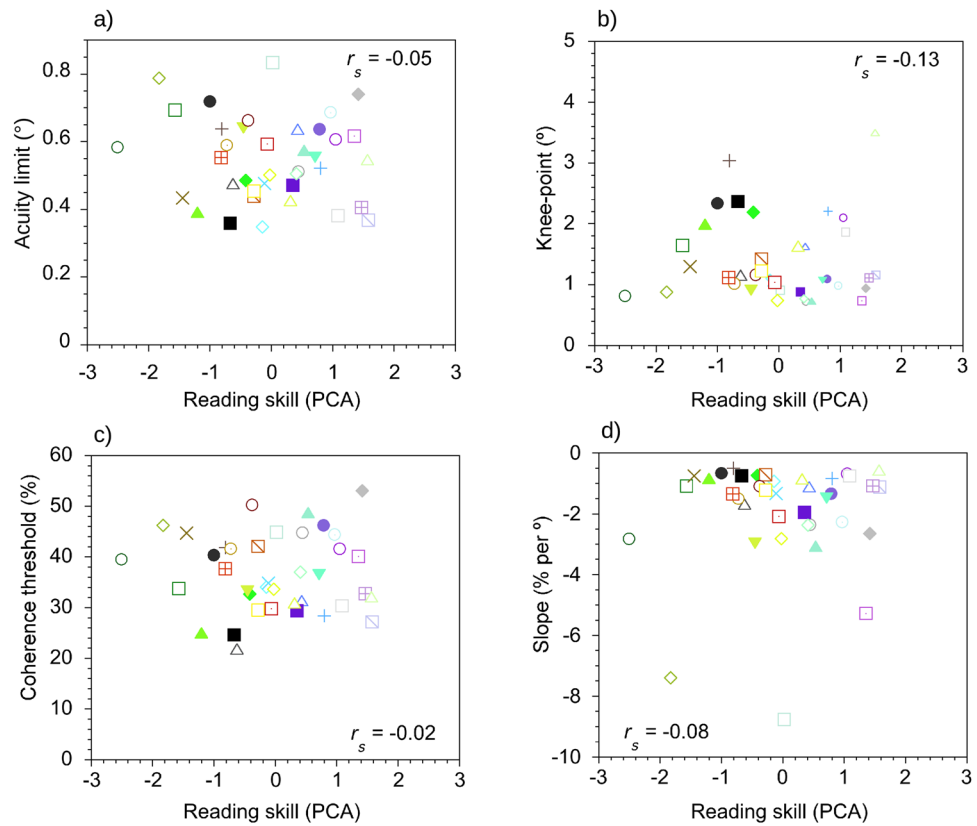 a)
r_s = -0.05
Acuity limit (°)
1
0.8
0.6
0.4
0.2
0
-3 -2 -1 0 1 2 3
Reading skill (PCA)
b)
r_s = -0.13
Knee-point (º)
5
4
3
2
1
0
-3 -2 -1 0 1 2 3
Reading skill (PCA)
c)
Coherence threshold (%)
60
50
40
30
20
10
0
r_s = -0.02
-3 -2 -1 0 1 2 3
Reading skill (PCA)
d)
Slope (% per º)
0
-2
-4
-6
-8
-10
r_s = -0.08
-3 -2 -1 0 1 2 3
Reading skill (PCA)